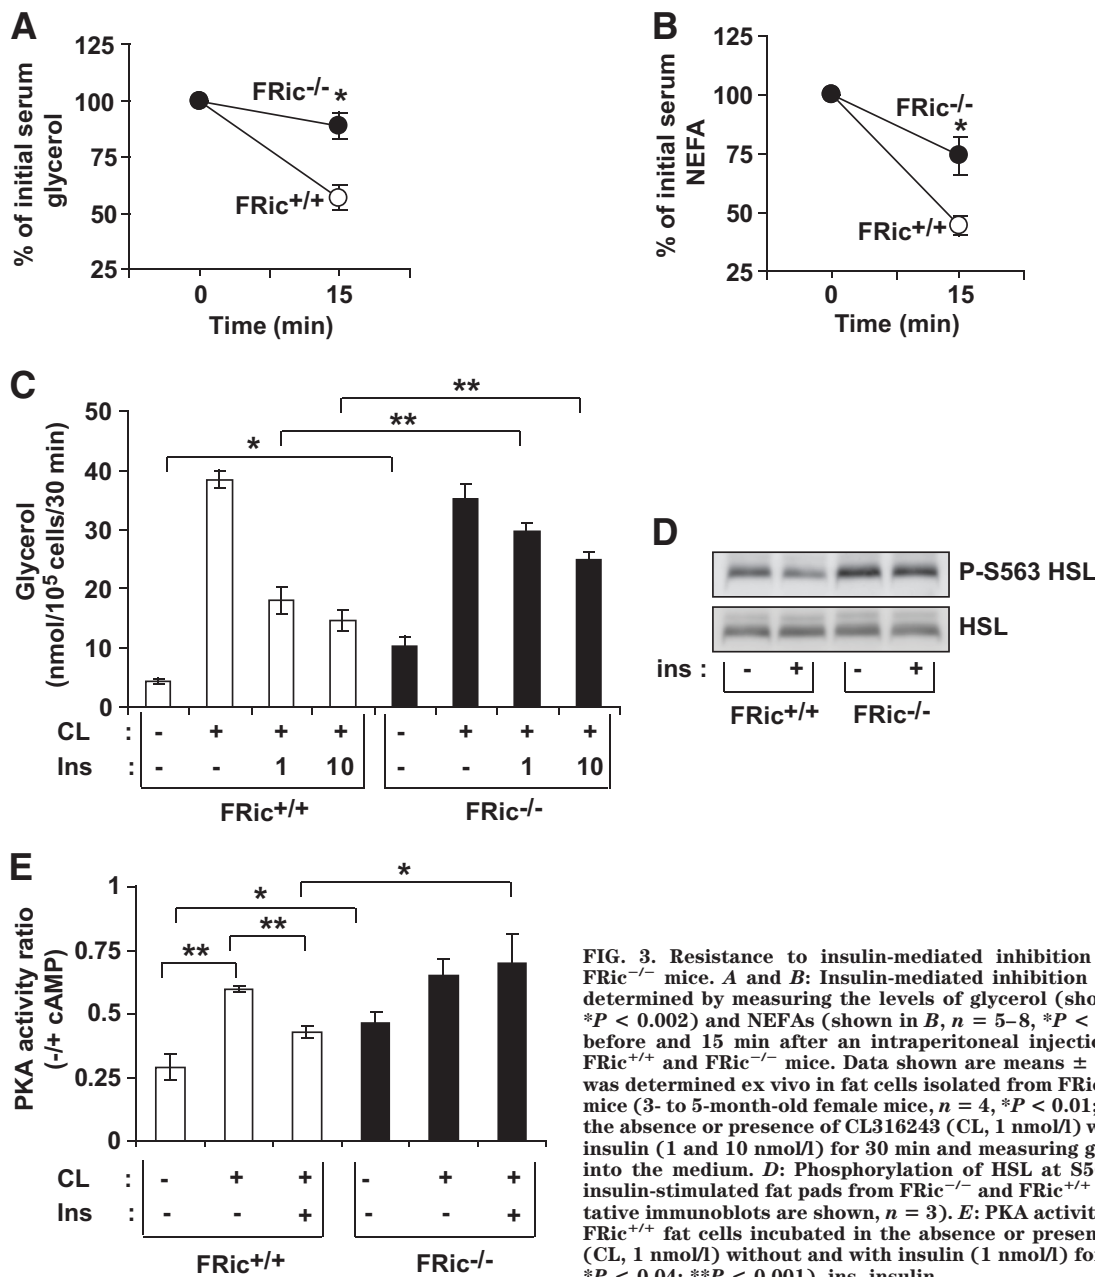 A
125
100
75
50
25
% of initial serum
glycerol
FRic-/- *
FRic+/+
0 15
Time (min)
B
125
100
75
50
25
% of initial serum
NEFA
FRic-/-
*
FRic+/+
0 15
Time (min)
C
50
40
30
20
10
0
Glycerol
(nmol/10⁵ cells/30 min)
*
**
**
CL : - + + + - + + +
Ins : - - 1 10 - - 1 10
FRic+/+ FRic-/-
D
P-S563 HSL
HSL
ins : - + - +
FRic+/+ FRic-/-
E
1
0.75
0.5
0.25
0
PKA activity ratio
(-/+ cAMP)
**
*
**
*
CL : - + + - + +
Ins : - - + - - +
FRic+/+ FRic-/-
FIG. 3. Resistance to insulin-mediated inhibition
FRic−/− mice. A and B: Insulin-mediated inhibition
determined by measuring the levels of glycerol (sho
*P < 0.002) and NEFAs (shown in B, n = 5–8, *P <
before and 15 min after an intraperitoneal injectio
FRic+/+ and FRic−/− mice. Data shown are means ±
was determined ex vivo in fat cells isolated from FRi
mice (3- to 5-month-old female mice, n = 4, *P < 0.01;
the absence or presence of CL316243 (CL, 1 nmol/l) w
insulin (1 and 10 nmol/l) for 30 min and measuring g
into the medium. D: Phosphorylation of HSL at S5
insulin-stimulated fat pads from FRic−/− and FRic+/+
tative immunoblots are shown, n = 3). E: PKA activit
FRic+/+ fat cells incubated in the absence or presen
(CL, 1 nmol/l) without and with insulin (1 nmol/l) fo
*P < 0.04; **P < 0.001). ins, insulin.